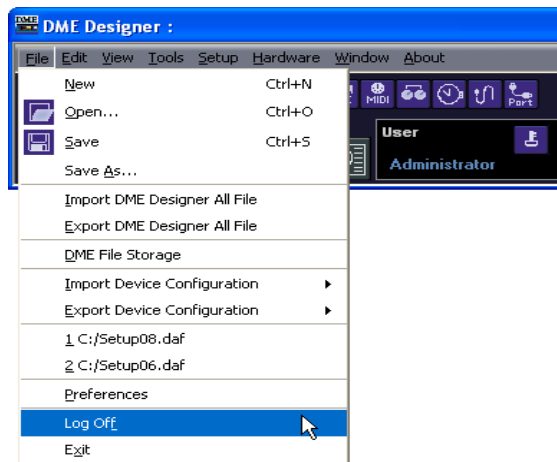 DME Designer :
File Edit View Tools Setup Hardware Window About
New Ctrl+N
Open... Ctrl+O
Save Ctrl+S
Save As...
Import DME Designer All File
Export DME Designer All File
DME File Storage
Import Device Configuration
Export Device Configuration
1 C:/Setup08.daf
2 C:/Setup06.daf
Preferences
Log Off
Exit
MIDI
Port
User
Administrator